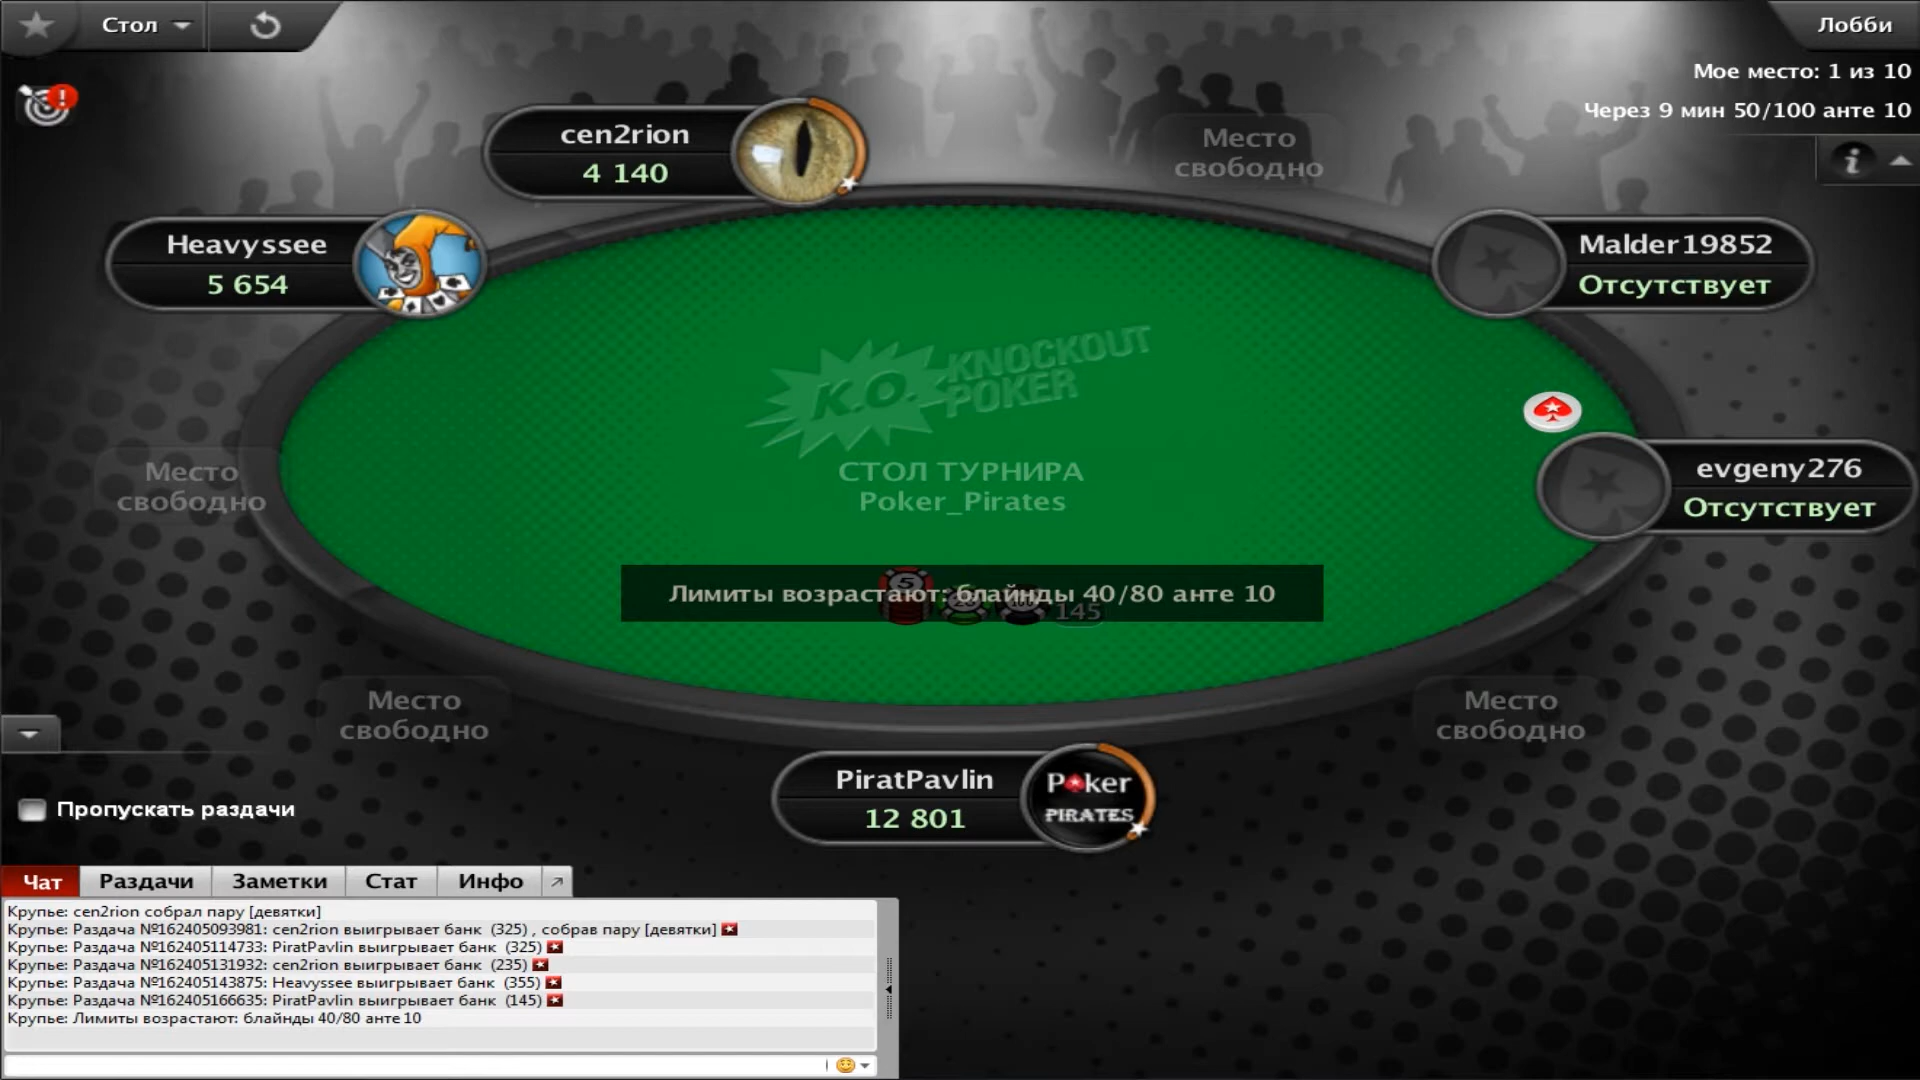 Стол
Лобби
Мое место: 1 из 10
Через 9 мин 50/100 анте 10
cen2rion
4 140
Место
свободно
Heavyssee
5 654
Malder19852
Отсутствует
K.O. KNOCKOUT
POKER
СТОЛ ТУРНИРА
Poker_Pirates
Место
свободно
evgeny276
Отсутствует
Лимиты возрастают: блайнды 40/80 анте 10
5
145
Место
свободно
Место
свободно
PiratPavlin
12 801
Poker
PIRATES
Пропускать раздачи
Чат
Раздачи
Заметки
Стат
Инфо
Крупье: cen2rion собрал пару [девятки]
Крупье: Раздача №162405093981: cen2rion выигрывает банк (325) , собрав пару [девятки]
Крупье: Раздача №162405114733: PiratPavlin выигрывает банк (325)
Крупье: Раздача №162405131932: cen2rion выигрывает банк (235)
Крупье: Раздача №162405143875: Heavyssee выигрывает банк (355)
Крупье: Раздача №162405166635: PiratPavlin выигрывает банк (145)
Крупье: Лимиты возрастают: блайнды 40/80 анте 10